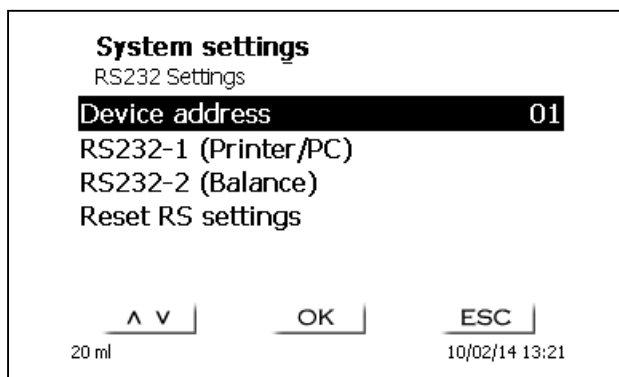 System settings
RS232 Settings
Device address 01
RS232-1 (Printer/PC)
RS232-2 (Balance)
Reset RS settings
∧ ∨ OK ESC
20 ml 10/02/14 13:21